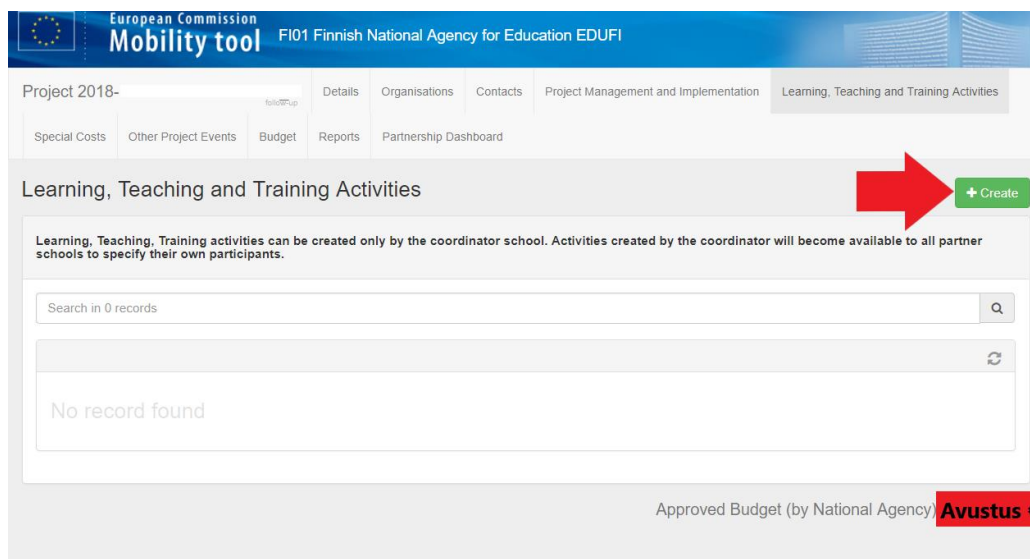 European Commission
Mobility tool FI01 Finnish National Agency for Education EDUFI
Project 2018- follow-up Details Organisations Contacts Project Management and Implementation Learning, Teaching and Training Activities
Special Costs Other Project Events Budget Reports Partnership Dashboard
Learning, Teaching and Training Activities
+ Create
Learning, Teaching, Training activities can be created only by the coordinator school. Activities created by the coordinator will become available to all partner
schools to specify their own participants.
Search in 0 records
No record found
Approved Budget (by National Agency) Avustus